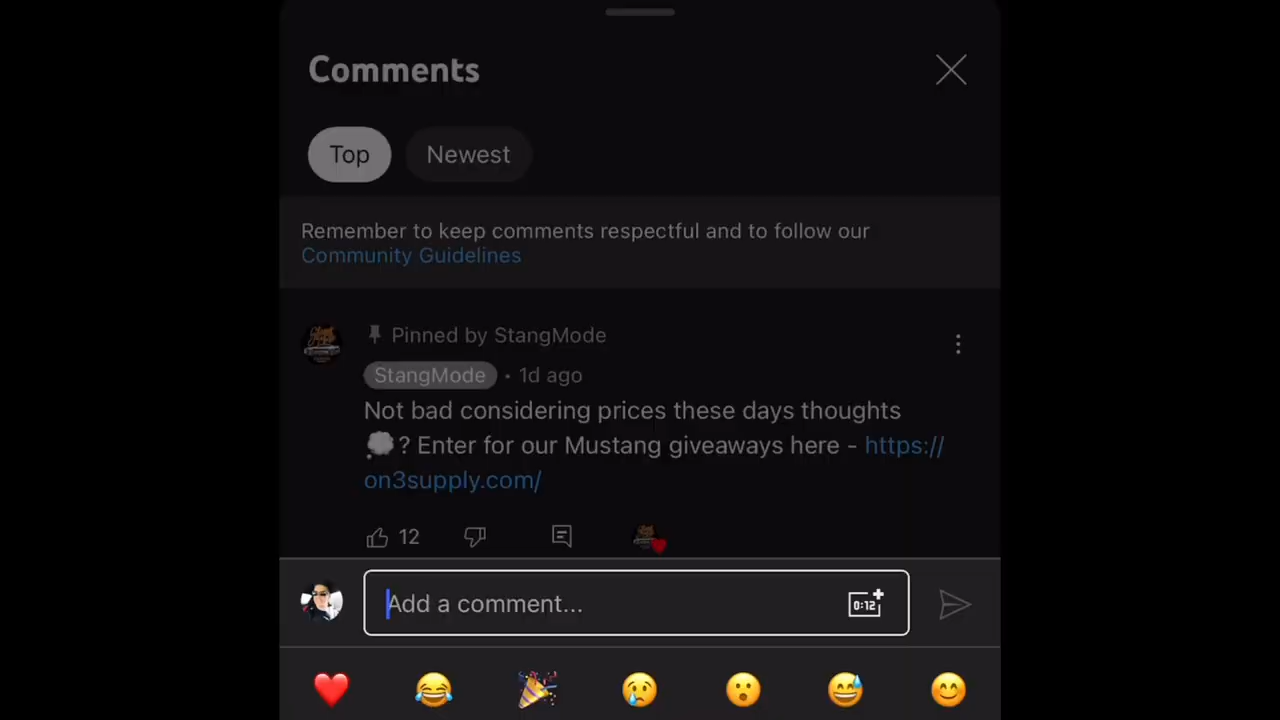 Comments
Top
Newest
Remember to keep comments respectful and to follow our
Community Guidelines
Pinned by StangMode
StangMode • 1d ago
Not bad considering prices these days thoughts
💭? Enter for our Mustang giveaways here - https://
on3supply.com/
12
Add a comment...
0:12